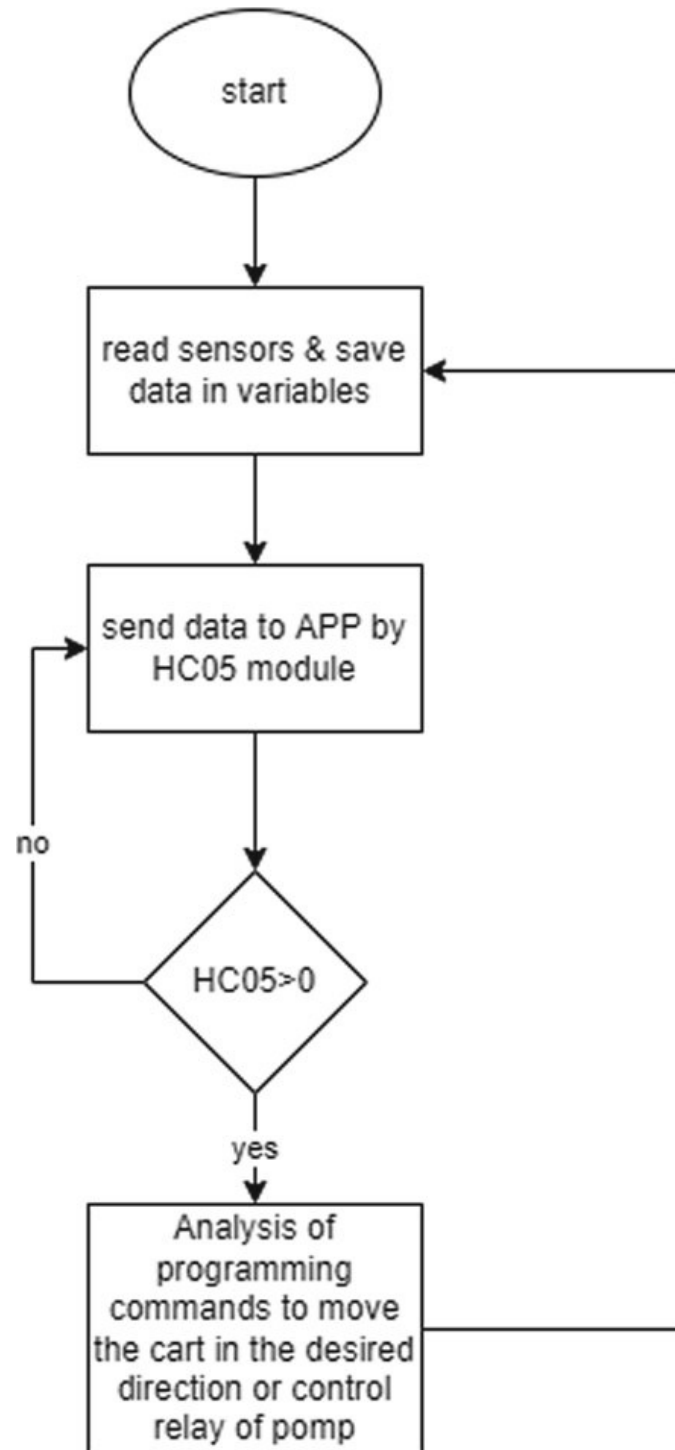 start
read sensors & save
data in variables
send data to APP by
HC05 module
no
HC05>0
yes
Analysis of
programming
commands to move
the cart in the desired
direction or control
relay of pomp